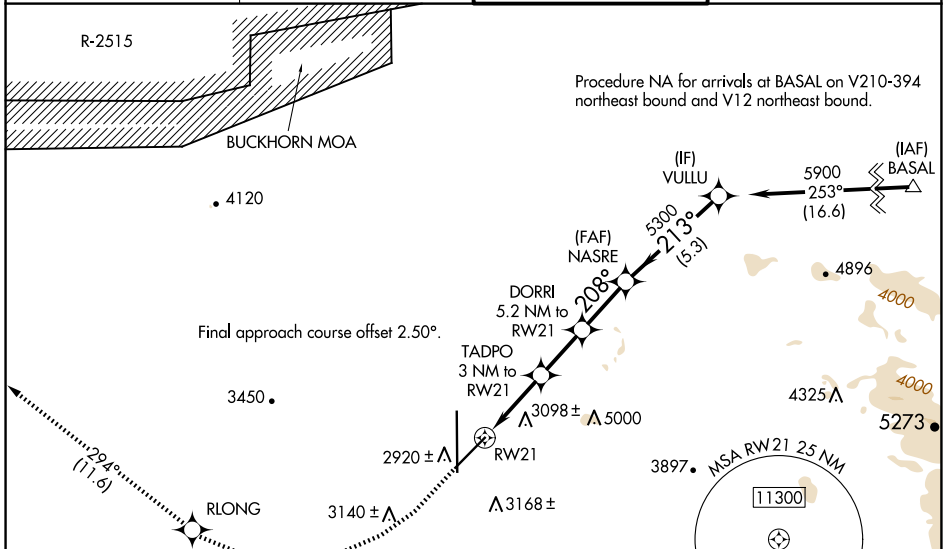 R-2515
BUCKHORN MOA
Procedure NA for arrivals at BASAL on V210-394
northeast bound and V12 northeast bound.
(IAF)
BASAL
(IF)
VULLU
5900
253°
(16.6)
4120
5300
213°
(5.3)
(FAF)
NASRE
208°
4896
4000
DORRI
5.2 NM to
RW21
Final approach course offset 2.50°.
TADPO
3 NM to
RW21
4000
3450
4325
3098 ±
5000
5273
2920 ±
RW21
3897
MSA RW21 25 NM
294°
(11.6)
11300
RLONG
3140 ±
3168 ±